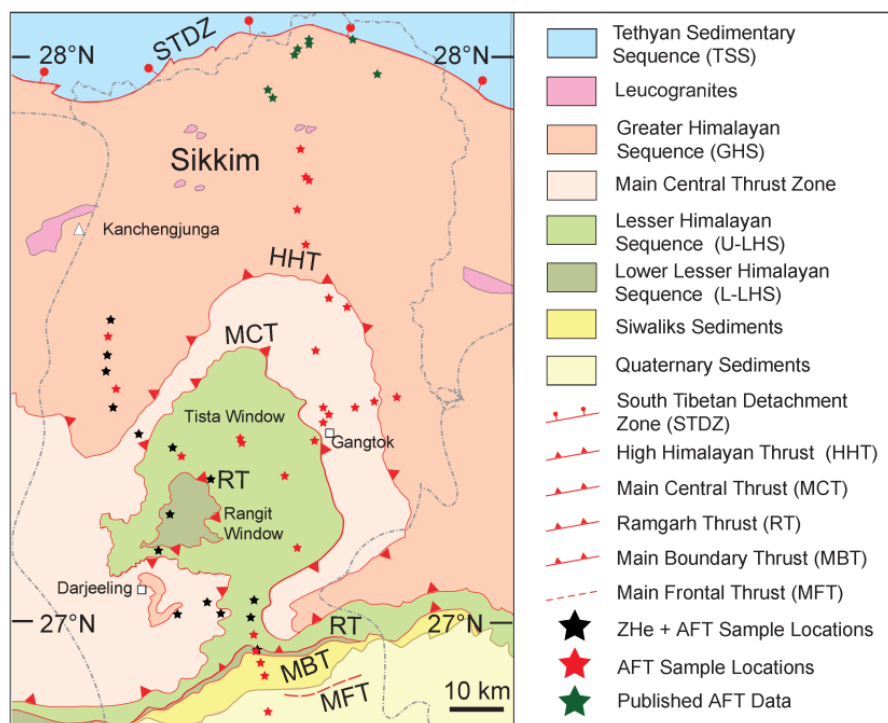 28°N
STDZ
28°N
Sikkim
Kanchengjunga
HHT
MCT
Tista Window
Gangtok
RT
Rangit
Window
Darjeeling
27°N
RT
27°N
MBT
MFT
10 km
Tethyan Sedimentary
Sequence (TSS)
Leucogranites
Greater Himalayan
Sequence (GHS)
Main Central Thrust Zone
Lesser Himalayan
Sequence (U-LHS)
Lower Lesser Himalayan
Sequence (L-LHS)
Siwaliks Sediments
Quaternary Sediments
South Tibetan Detachment
Zone (STDZ)
High Himalayan Thrust (HHT)
Main Central Thrust (MCT)
Ramgarh Thrust (RT)
Main Boundary Thrust (MBT)
Main Frontal Thrust (MFT)
ZHe + AFT Sample Locations
AFT Sample Locations
Published AFT Data